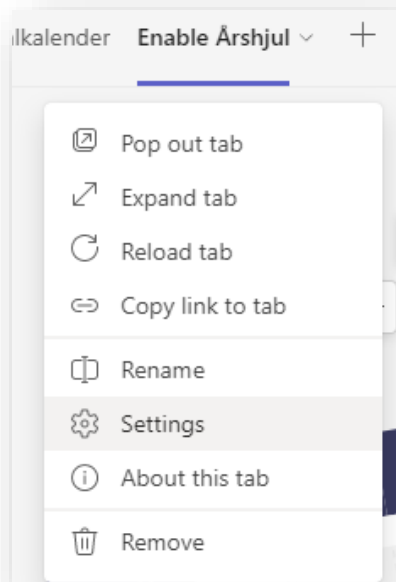 lkalender Enable Årshjul
Pop out tab
Expand tab
Reload tab
Copy link to tab
Rename
Settings
About this tab
Remove